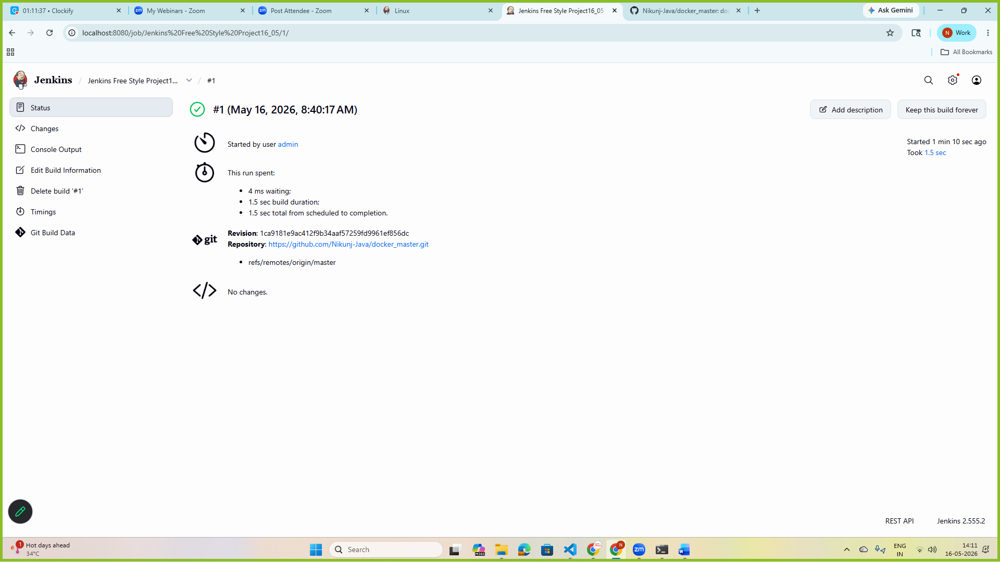 01:11:37 • Clockify
My Webinars - Zoom
Post Attendee - Zoom
Linux
Jenkins Free Style Project16_05
Nikunj-Java/docker_master: doc
Ask Gemini
localhost:8080/job/Jenkins%20Free%20Style%20Project16_05/1/
N Work
All Bookmarks
Jenkins / Jenkins Free Style Project1... / #1
Status
Changes
Console Output
Edit Build Information
Delete build ‘#1’
Timings
Git Build Data
#1 (May 16, 2026, 8:40:17 AM)
Add description
Keep this build forever
Started by user admin
Started 1 min 10 sec ago
Took 1.5 sec
This run spent:
• 4 ms waiting;
• 1.5 sec build duration;
• 1.5 sec total from scheduled to completion.
git
Revision: 1ca9181e9ac412f9b34aaf57259fd9961ef856dc
Repository: https://github.com/Nikunj-Java/docker_master.git
• refs/remotes/origin/master
No changes.
REST API
Jenkins 2.555.2
1
Hot days ahead
34°C
Search
M365
N
zm
W
ENG
IN
14:11
16-05-2026